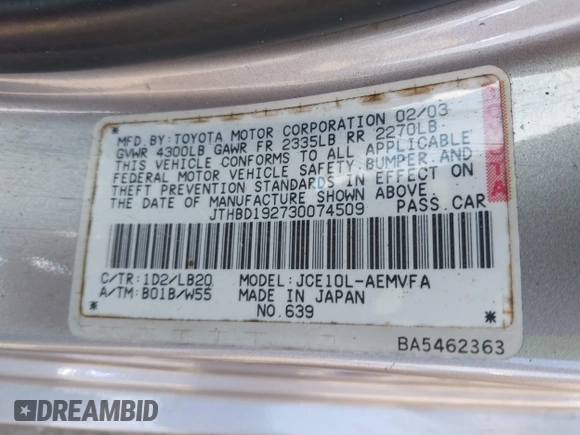 MFD. BY: TOYOTA MOTOR CORPORATION 02/03
GVWR 4300LB GAWR FR 2335LB RR 2270LB
THIS VEHICLE CONFORMS TO ALL APPLICABLE
FEDERAL MOTOR VEHICLE SAFETY, BUMPER, AND
THEFT PREVENTION STANDARDS IN EFFECT ON
THE DATE OF MANUFACTURE SHOWN ABOVE.
JTHBD192730074509 PASS. CAR
C/TR: 1D2/LB20 MODEL: JCE10L-AEMVFA
A/TM: B01B/W55 MADE IN JAPAN
NO. 639
BA5462363
TA
DREAMBID